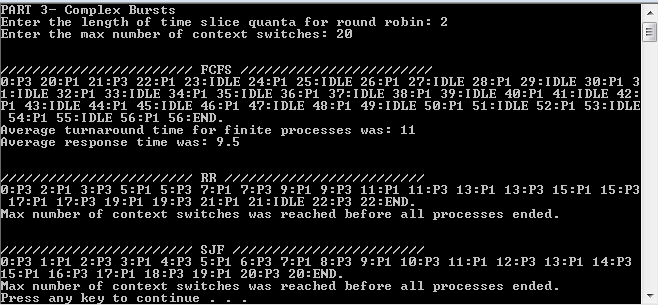 PART 3- Complex Bursts
Enter the length of time slice quanta for round robin: 2
Enter the max number of context switches: 20
//////////////////////// FCFS ////////////////////////
0:P3 20:P1 21:P3 22:P1 23:IDLE 24:P1 25:IDLE 26:P1 27:IDLE 28:P1 29:IDLE 30:P1 3
1:IDLE 32:P1 33:IDLE 34:P1 35:IDLE 36:P1 37:IDLE 38:P1 39:IDLE 40:P1 41:IDLE 42:
P1 43:IDLE 44:P1 45:IDLE 46:P1 47:IDLE 48:P1 49:IDLE 50:P1 51:IDLE 52:P1 53:IDLE
54:P1 55:IDLE 56:P1 56:END.
Average turnaround time for finite processes was: 11
Average response time was: 9.5
//////////////////////// RR ////////////////////////
0:P3 2:P1 3:P3 5:P1 5:P3 7:P1 7:P3 9:P1 9:P3 11:P1 11:P3 13:P1 13:P3 15:P1 15:P3
17:P1 17:P3 19:P1 19:P3 21:P1 21:IDLE 22:P3 22:END.
Max number of context switches was reached before all processes ended.
//////////////////////// SJF ////////////////////////
0:P3 1:P1 2:P3 3:P1 4:P3 5:P1 6:P3 7:P1 8:P3 9:P1 10:P3 11:P1 12:P3 13:P1 14:P3
15:P1 16:P3 17:P1 18:P3 19:P1 20:P3 20:END.
Max number of context switches was reached before all processes ended.
Press any key to continue . . .